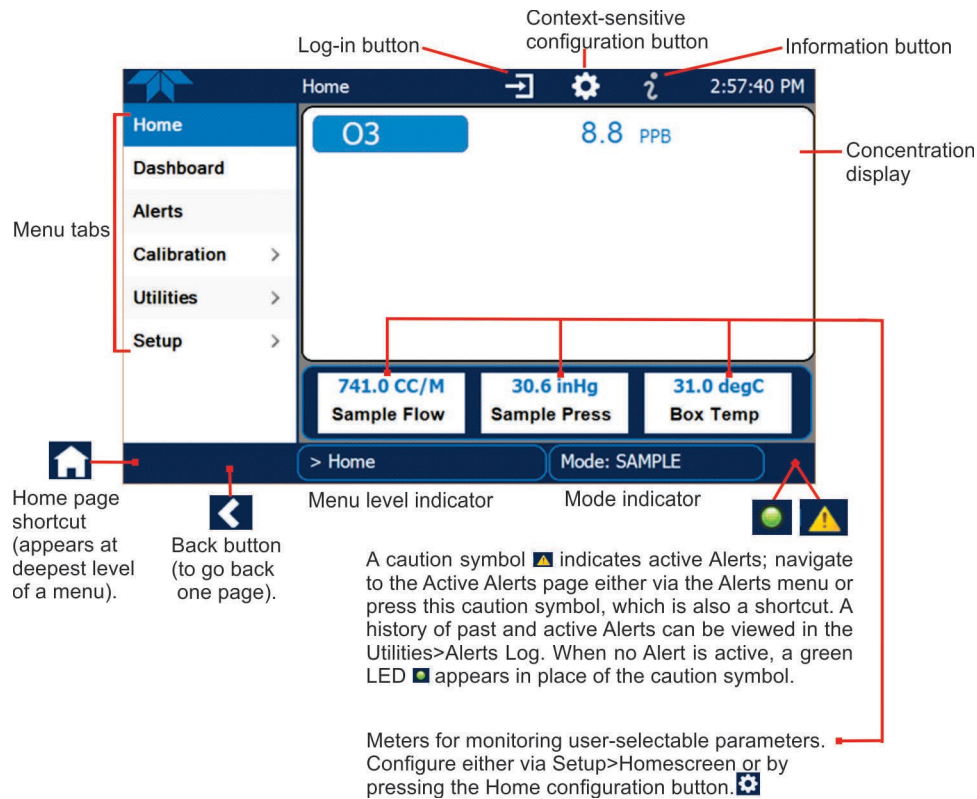 Log-in button
Context-sensitive
configuration button
Information button
Home
2:57:40 PM
Menu tabs
Home
Dashboard
Alerts
Calibration >
Utilities >
Setup >
O3
8.8 PPB
Concentration
display
741.0 CC/M
Sample Flow
30.6 inHg
Sample Press
31.0 degC
Box Temp
> Home
Mode: SAMPLE
Home page
shortcut
(appears at
deepest level
of a menu).
Back button
(to go back
one page).
Menu level indicator
Mode indicator
A caution symbol indicates active Alerts; navigate
to the Active Alerts page either via the Alerts menu or
press this caution symbol, which is also a shortcut. A
history of past and active Alerts can be viewed in the
Utilities>Alerts Log. When no Alert is active, a green
LED appears in place of the caution symbol.
Meters for monitoring user-selectable parameters.
Configure either via Setup>Homescreen or by
pressing the Home configuration button.